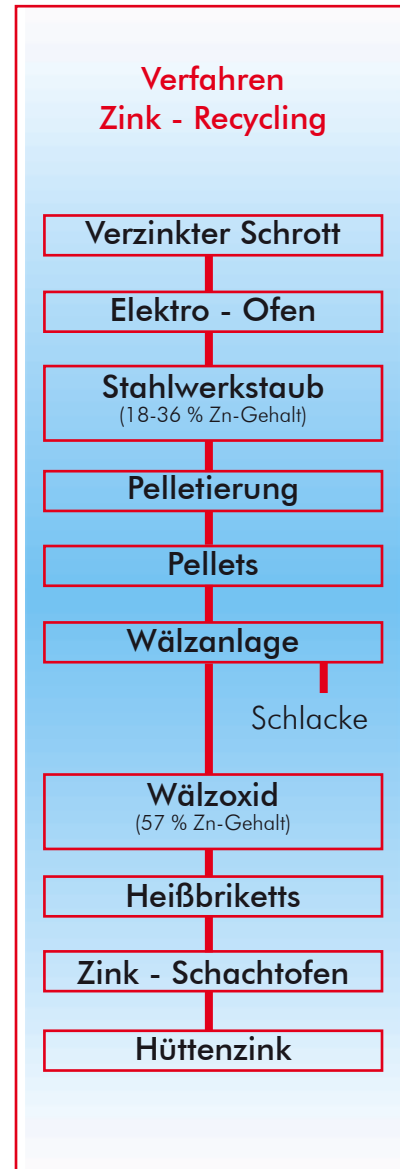 Verfahren
Zink - Recycling
Verzinkter Schrott
Elektro - Ofen
Stahlwerkstaub
(18-36 % Zn-Gehalt)
Pelletierung
Pellets
Wälzanlage
Schlacke
Wälzoxid
(57 % Zn-Gehalt)
Heißbriketts
Zink - Schachtofen
Hüttenzink